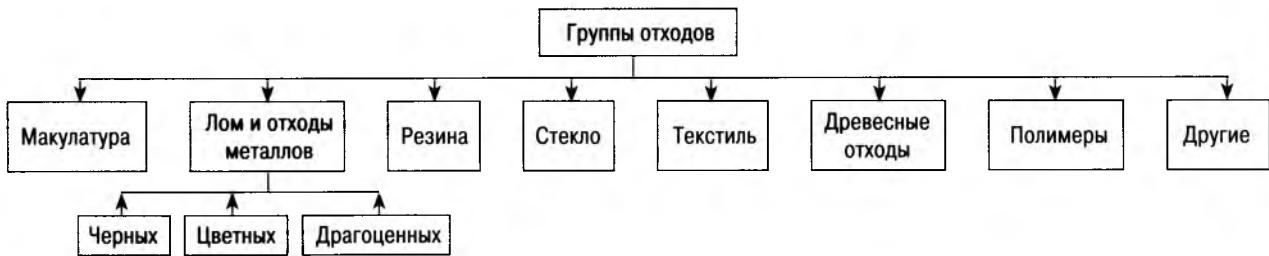 Группы отходов
Макулатура
Лом и отходы
металлов
Резина
Стекло
Текстиль
Древесные
отходы
Полимеры
Другие
Черных
Цветных
Драгоценных